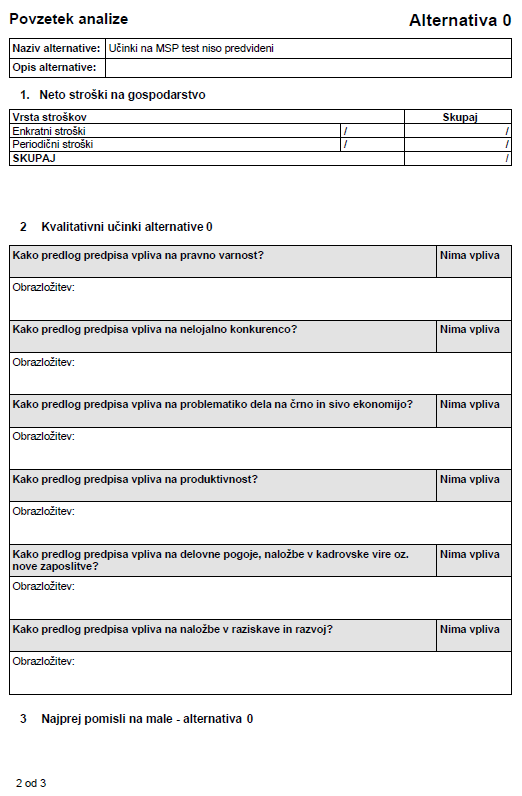 Povzetek analize
Alternativa 0
Naziv alternative: Učinki na MSP test niso predvideni
Opis alternative:
1. Neto stroški na gospodarstvo
Vrsta stroškov Skupaj
Enkratni stroški / /
Periodični stroški / /
SKUPAJ /
2 Kvalitativni učinki alternative 0
Kako predlog predpisa vpliva na pravno varnost? Nima vpliva
Obrazložitev:
Kako predlog predpisa vpliva na nelojalno konkurenco? Nima vpliva
Obrazložitev:
Kako predlog predpisa vpliva na problematiko dela na črno in sivo ekonomijo? Nima vpliva
Obrazložitev:
Kako predlog predpisa vpliva na produktivnost? Nima vpliva
Obrazložitev:
Kako predlog predpisa vpliva na delovne pogoje, naložbe v kadrovske vire oz. Nima vpliva
nove zaposlitve?
Obrazložitev:
Kako predlog predpisa vpliva na naložbe v raziskave in razvoj? Nima vpliva
Obrazložitev:
3 Najprej pomisli na male - alternativa 0
2 od 3